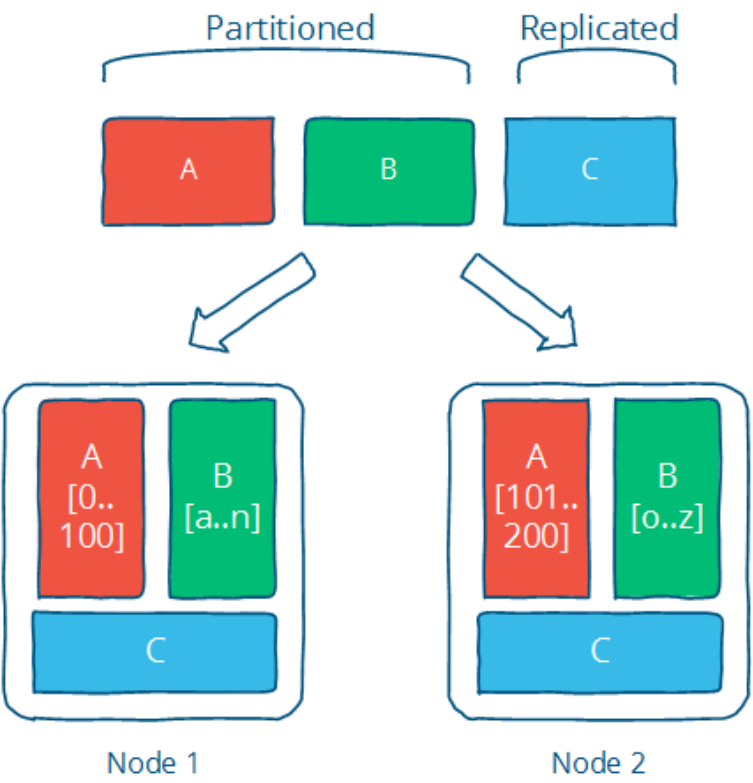 Partitioned
Replicated
A
B
C
A
[0..
100]
B
[a..n]
C
Node 1
A
[101..
200]
B
[o..z]
C
Node 2